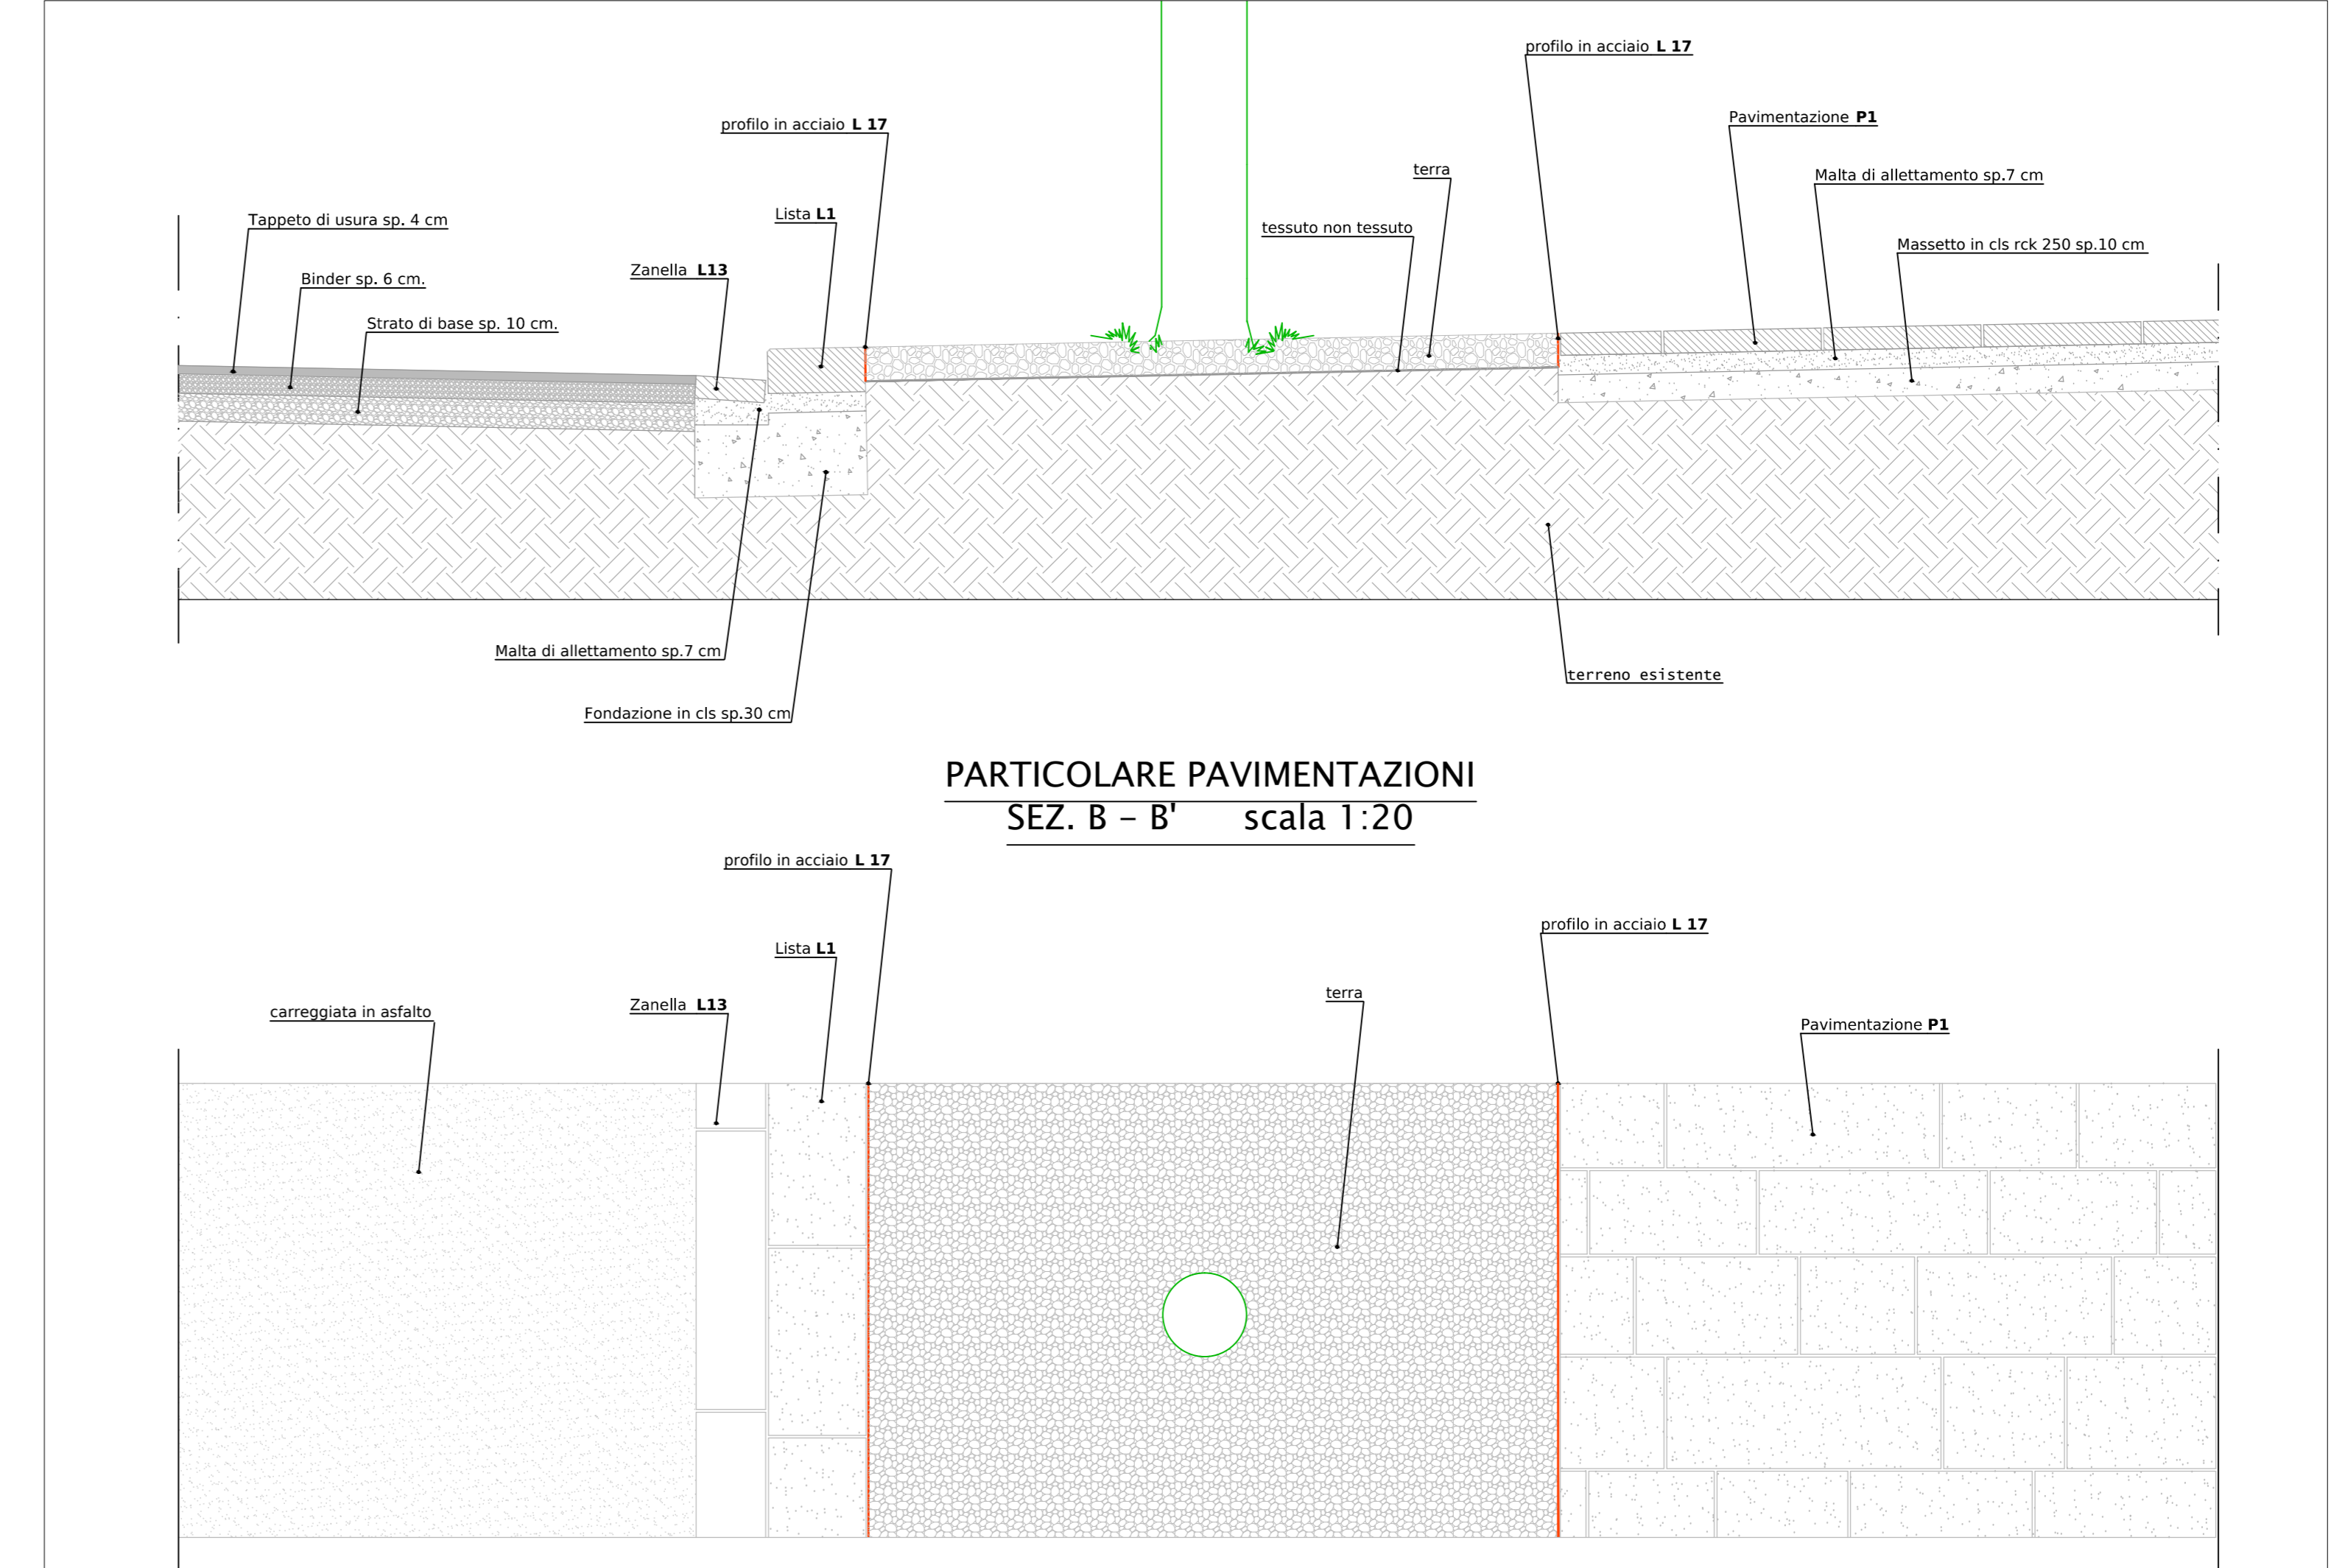 profilo in acciaio L 17
Pavimentazione P1
profilo in acciaio L 17
terra
Malta di allettamento sp.7 cm
Lista L1
Tappeto di usura sp. 4 cm
tessuto non tessuto
Massetto in cls rck 250 sp.10 cm
Zanella L13
Binder sp. 6 cm.
Strato di base sp. 10 cm.
Malta di allettamento sp.7 cm
terreno esistente
Fondazione in cls sp.30 cm
PARTICOLARE PAVIMENTAZIONI
SEZ. B – B' scala 1:20
profilo in acciaio L 17
profilo in acciaio L 17
Lista L1
terra
Zanella L13
carreggiata in asfalto
Pavimentazione P1